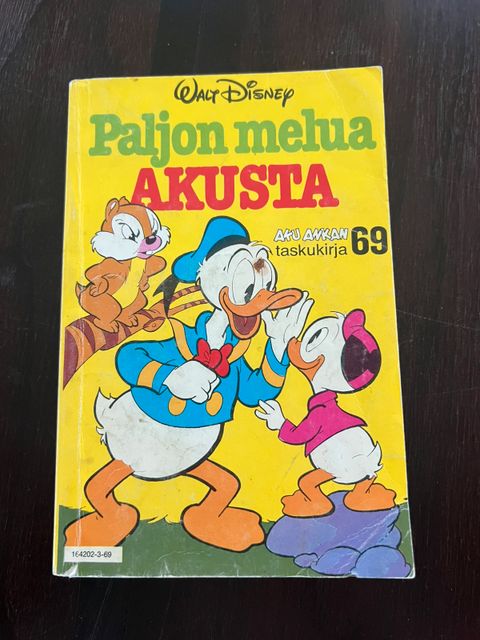 WALT DISNEY
Paljon melua
AKUSTA
AKU ANKAN
taskukirja 69
164202-3-69